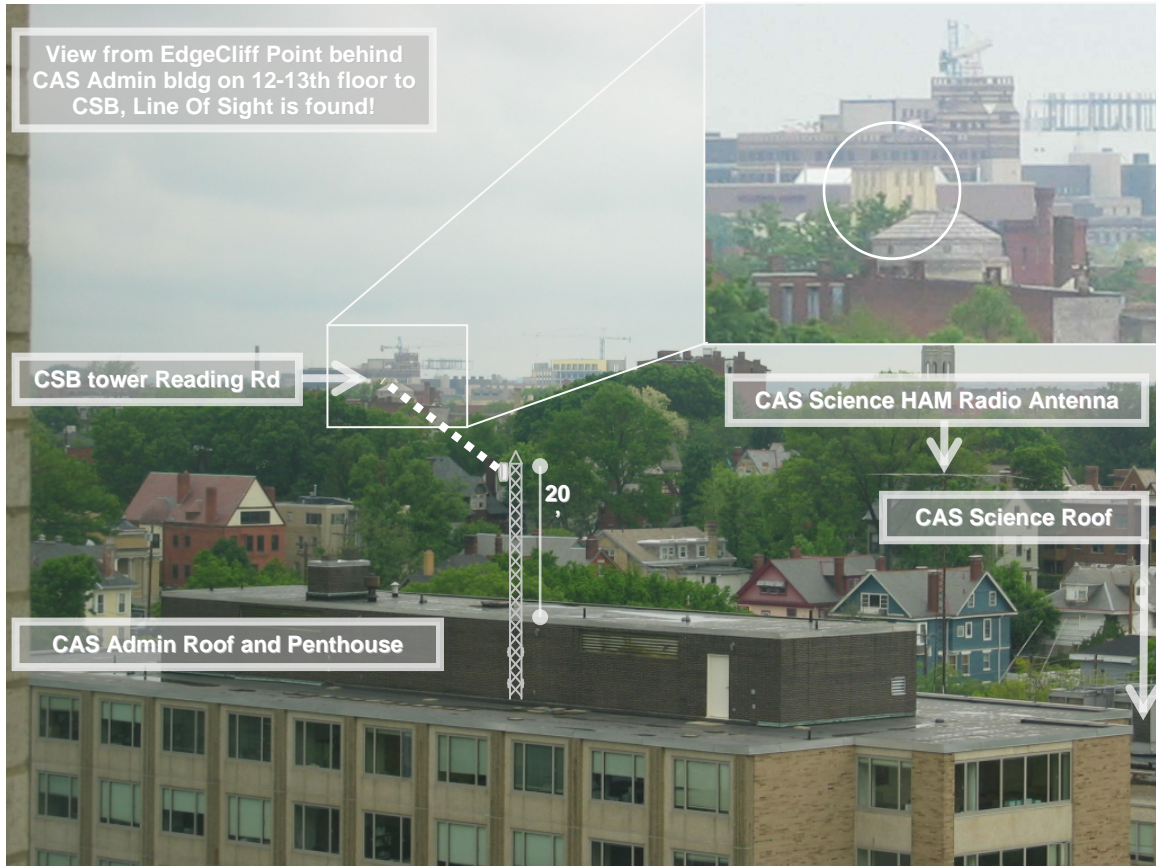 View from EdgeCliff Point behind
CAS Admin bldg on 12-13th floor to
CSB, Line Of Sight is found!
CSB tower Reading Rd
CAS Science HAM Radio Antenna
20
’
CAS Science Roof
CAS Admin Roof and Penthouse